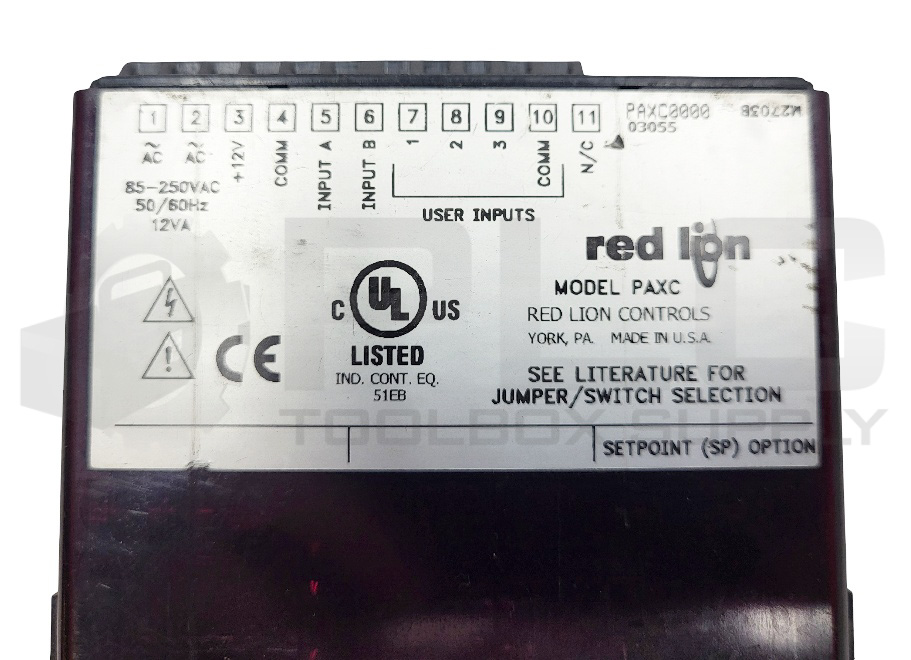 1 2 3 4 5 6 7 8 9 10 11 PAXC0000 M2703B
03055
~ AC ~ AC +12V COMM INPUT A INPUT B 1 2 3 COMM N/C
85-250VAC
50/60Hz
12VA
USER INPUTS
red lion
MODEL PAXC
RED LION CONTROLS
YORK, PA. MADE IN U.S.A.
C UL US
LISTED
IND. CONT. EQ.
51EB
CE
SEE LITERATURE FOR
JUMPER/SWITCH SELECTION
SETPOINT (SP) OPTION
PLC
TOOLBOX SUPPLY